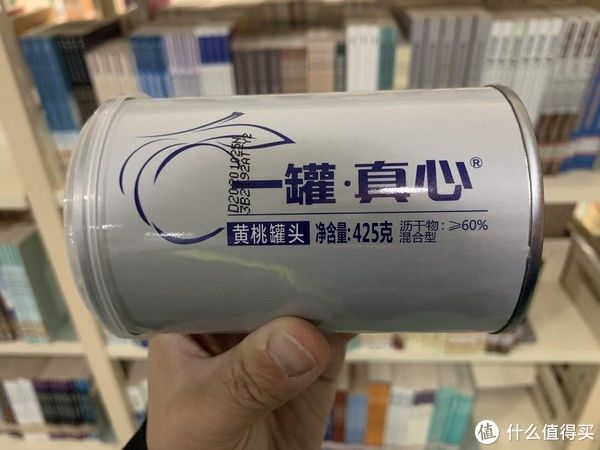 一罐·真心®
黄桃罐头 净含量:425克 沥干物:≥60%
混合型
值 什么值得买